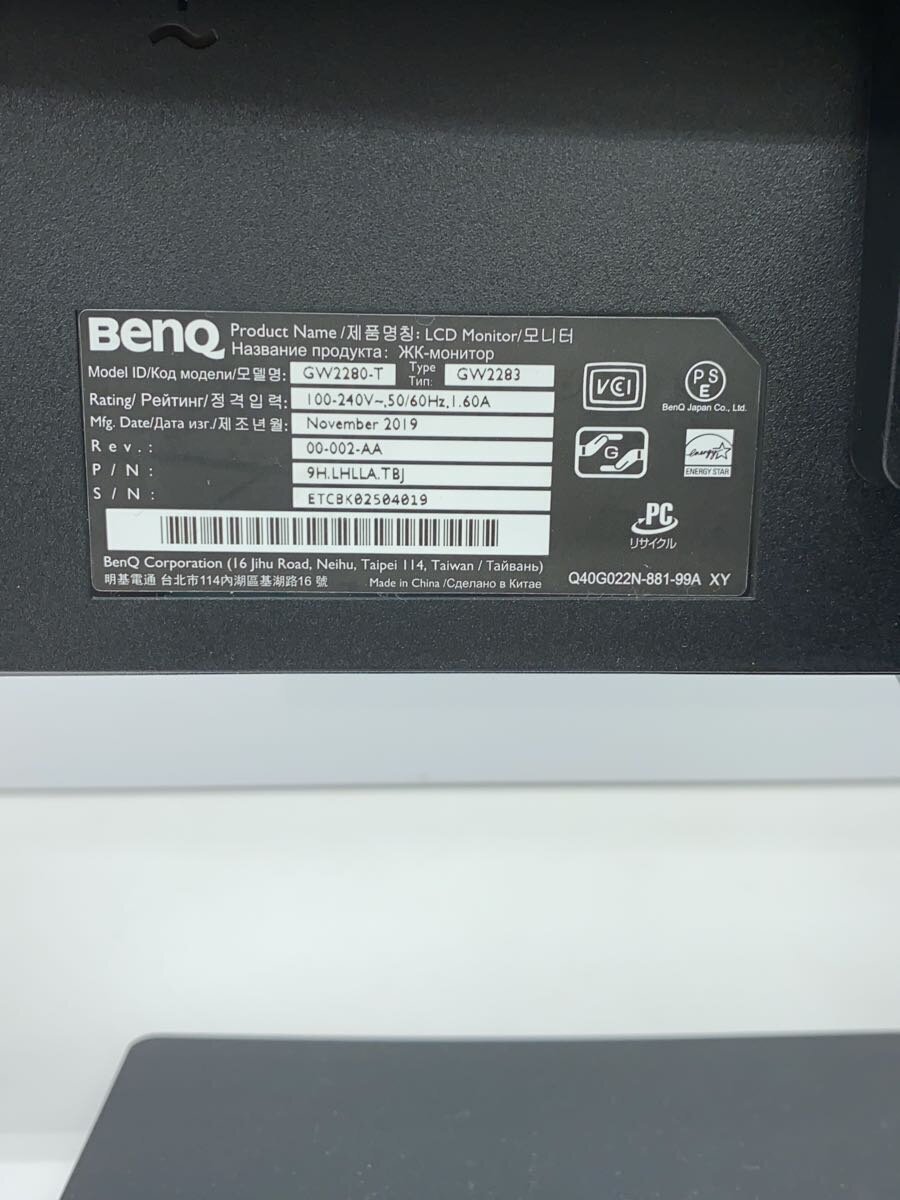 BenQ
Product Name /제품명칭: LCD Monitor/모니터
Название продукта: ЖК-монитор
Model ID/Код модели/모델명: GW2280-T Type Тип: GW2283
Rating/ Рейтинг/정격입력: 100-240V~,50/60Hz,1.60A
Mfg. Date/Дата изг./제조년월: November 2019
Rev.: 00-002-AA
P/N: 9H.LHLLA.TBJ
S/N: ETCBK02504019
BenQ Corporation (16 Jihu Road, Neihu, Taipei 114, Taiwan / Тайвань)
明基電通 台北市114內湖區基湖路16 號 Made in China /Сделано в Китае
VCCI
PSE
BenQ Japan Co., Ltd.
G
energy
ENERGY STAR
PC
リサイクル
Q40G022N-881-99A XY